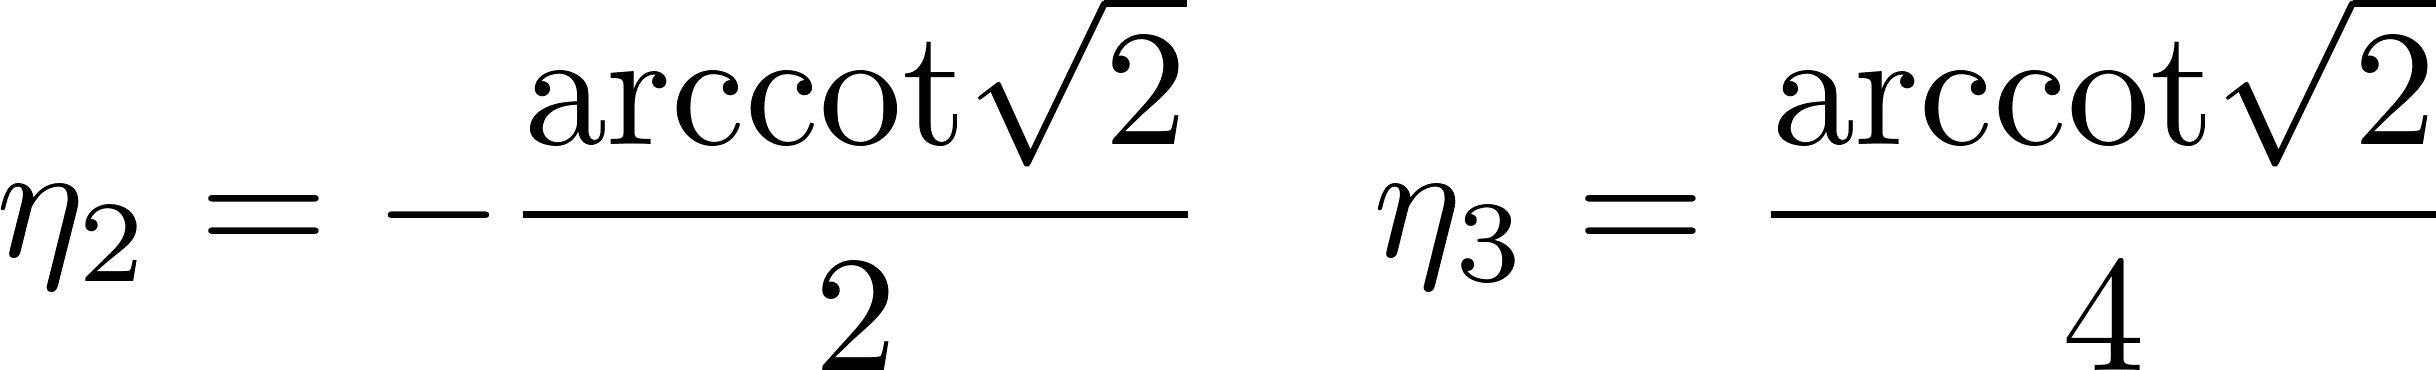 η₂ = −arccot√2/2   η₃ = arccot√2/4